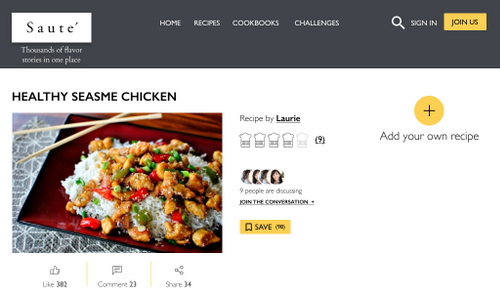 Saute´
Thousands of flavor
stories in one place
HOME RECIPES COOKBOOKS CHALLENGES
SIGN IN
JOIN US
HEALTHY SEASME CHICKEN
Recipe by Laurie
(9)
9 people are discussing
JOIN THE CONVERSATION
SAVE (98)
Add your own recipe
Like 382
Comment 23
Share 34